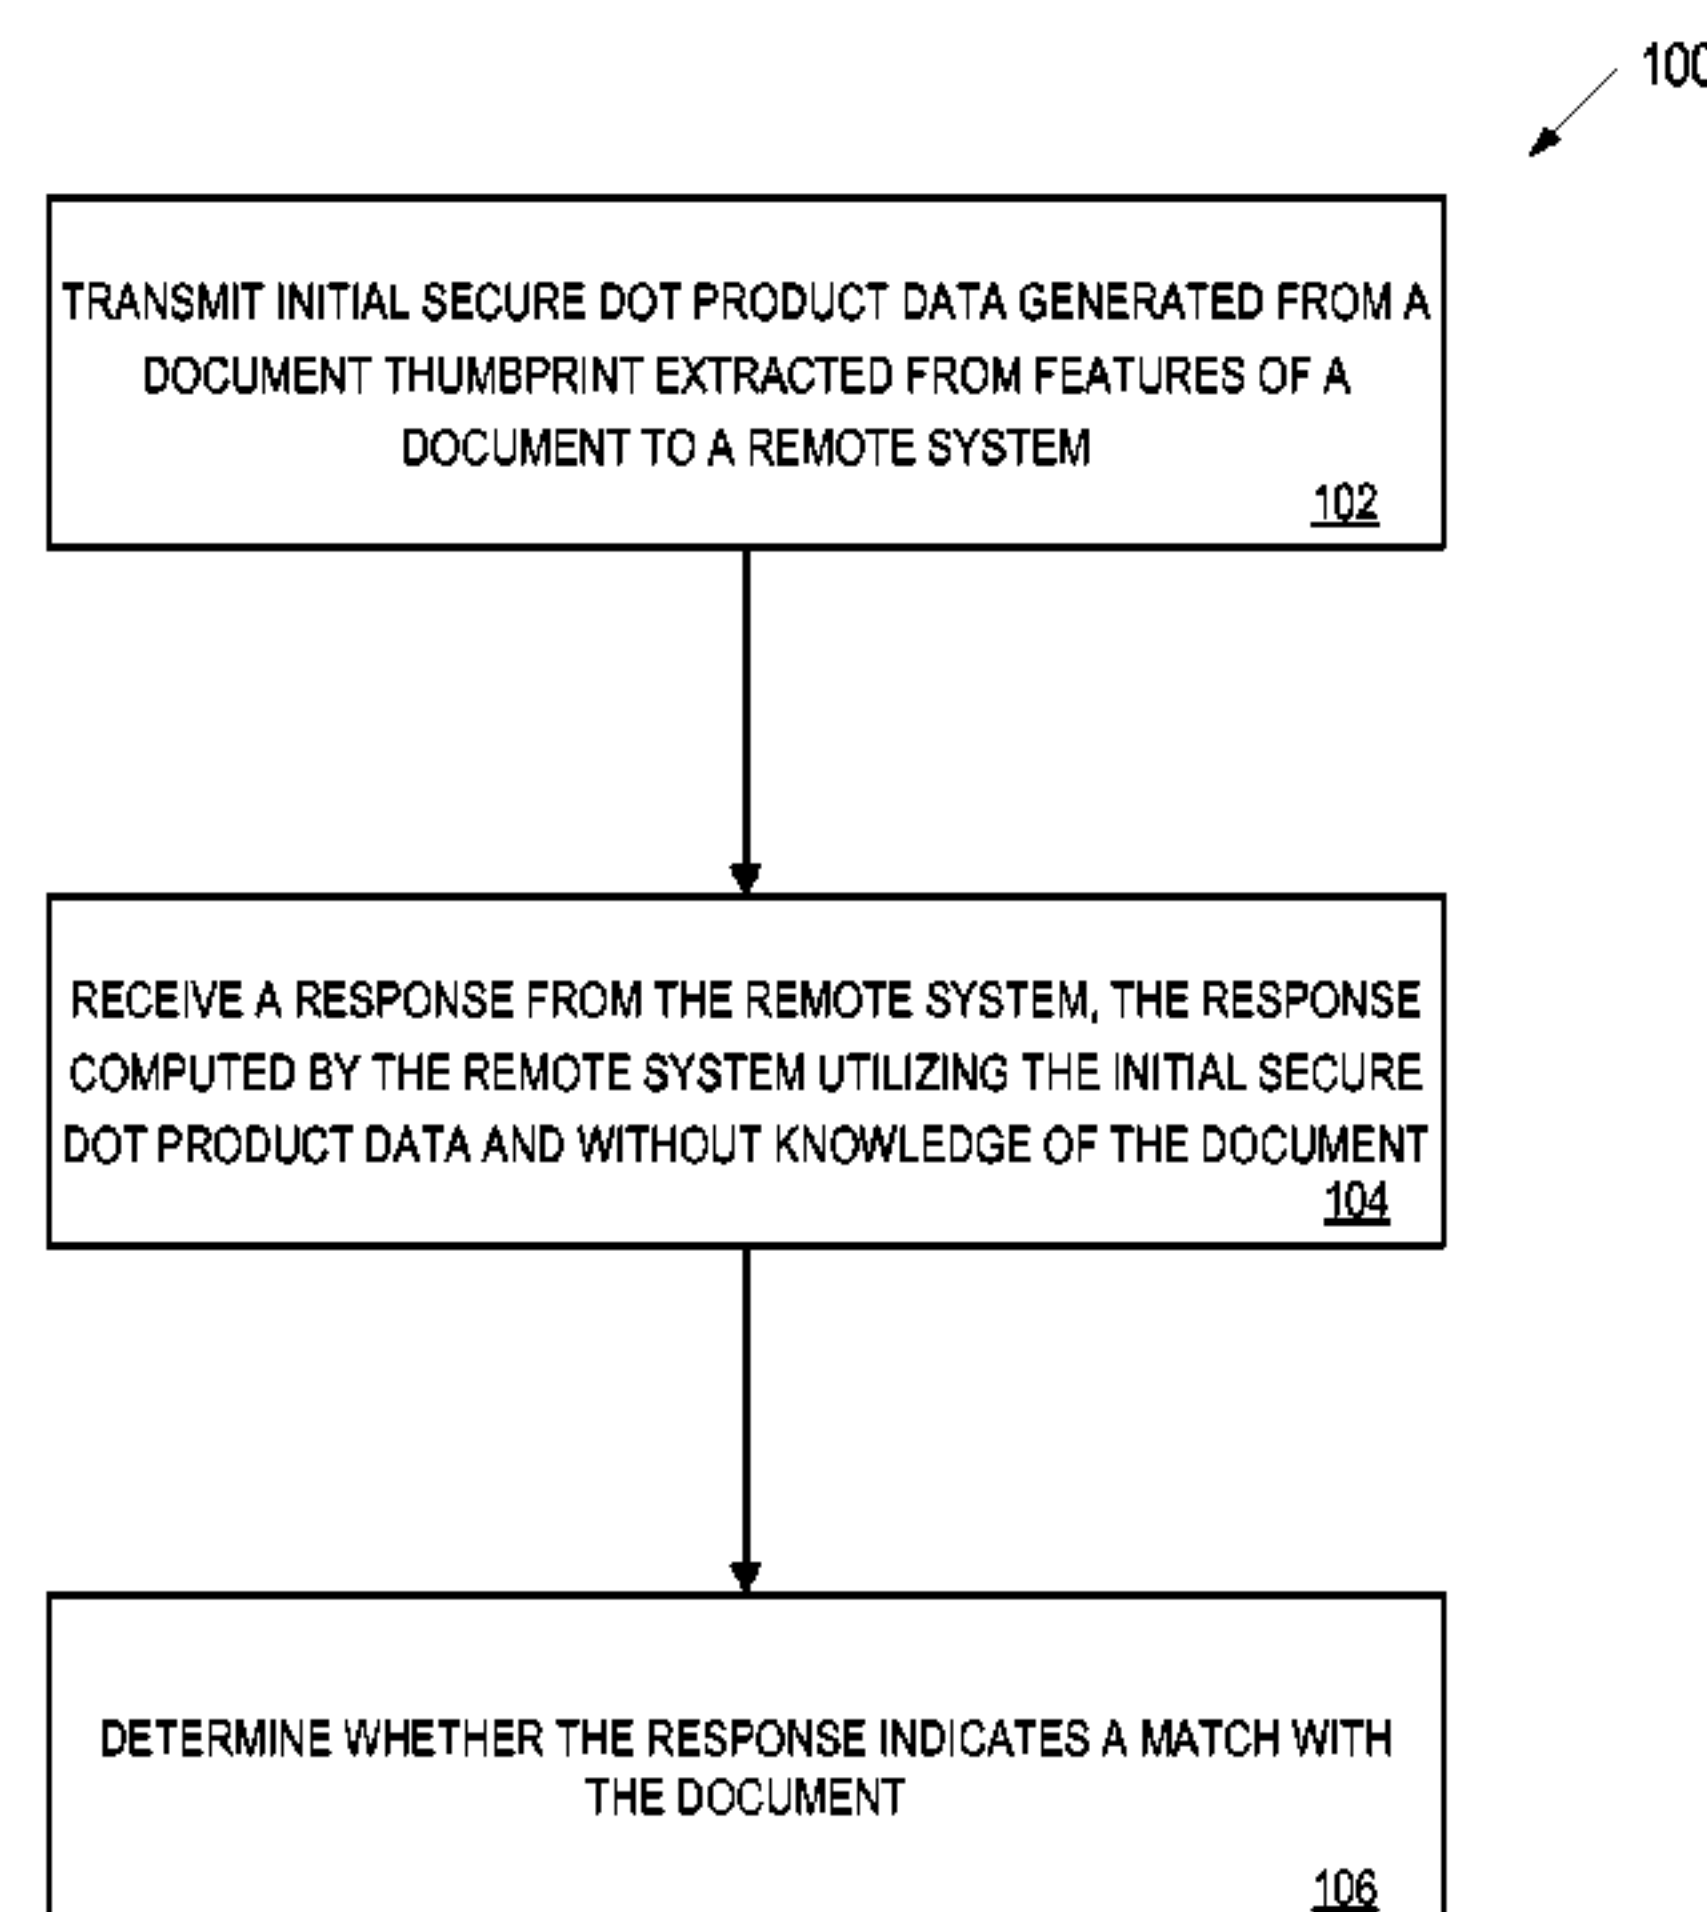 100
TRANSMIT INITIAL SECURE DOT PRODUCT DATA GENERATED FROM A
DOCUMENT THUMBPRINT EXTRACTED FROM FEATURES OF A
DOCUMENT TO A REMOTE SYSTEM
102
RECEIVE A RESPONSE FROM THE REMOTE SYSTEM, THE RESPONSE
COMPUTED BY THE REMOTE SYSTEM UTILIZING THE INITIAL SECURE
DOT PRODUCT DATA AND WITHOUT KNOWLEDGE OF THE DOCUMENT
104
DETERMINE WHETHER THE RESPONSE INDICATES A MATCH WITH
THE DOCUMENT
106